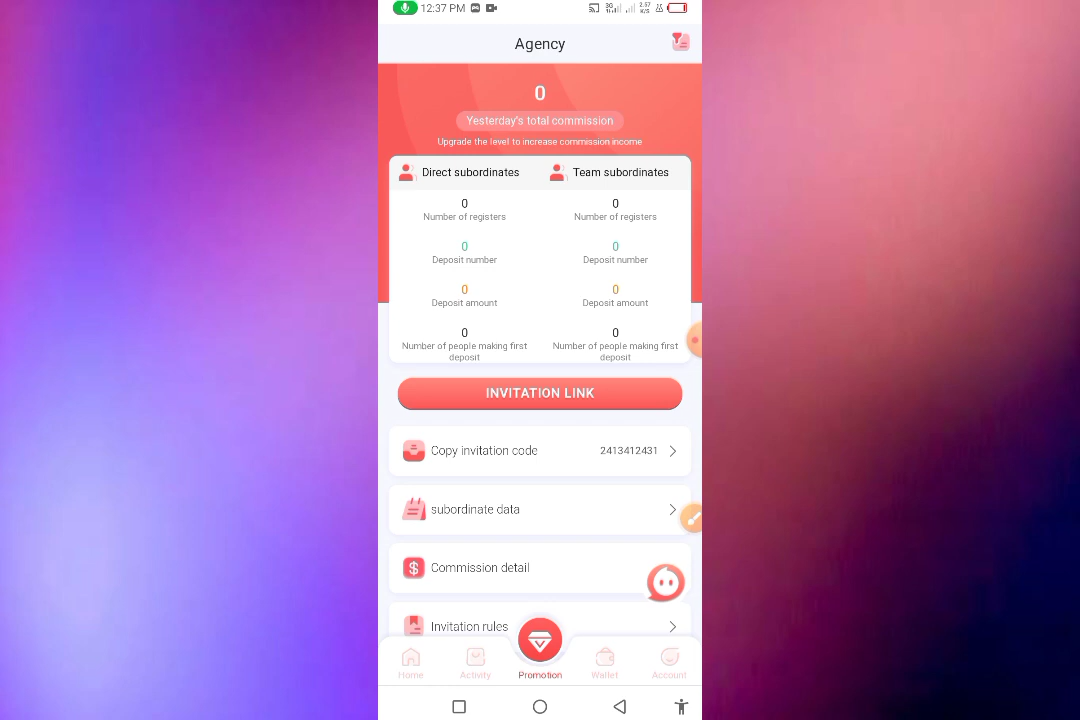 12:37 PM
3G
2.57
K/S
Agency
0
Yesterday's total commission
Upgrade the level to increase commission income
Direct subordinates
Team subordinates
0
0
Number of registers
Number of registers
0
0
Deposit number
Deposit number
0
0
Deposit amount
Deposit amount
0
0
Number of people making first
deposit
Number of people making first
deposit
INVITATION LINK
Copy invitation code
2413412431
subordinate data
Commission detail
Invitation rules
Home
Activity
Promotion
Wallet
Account